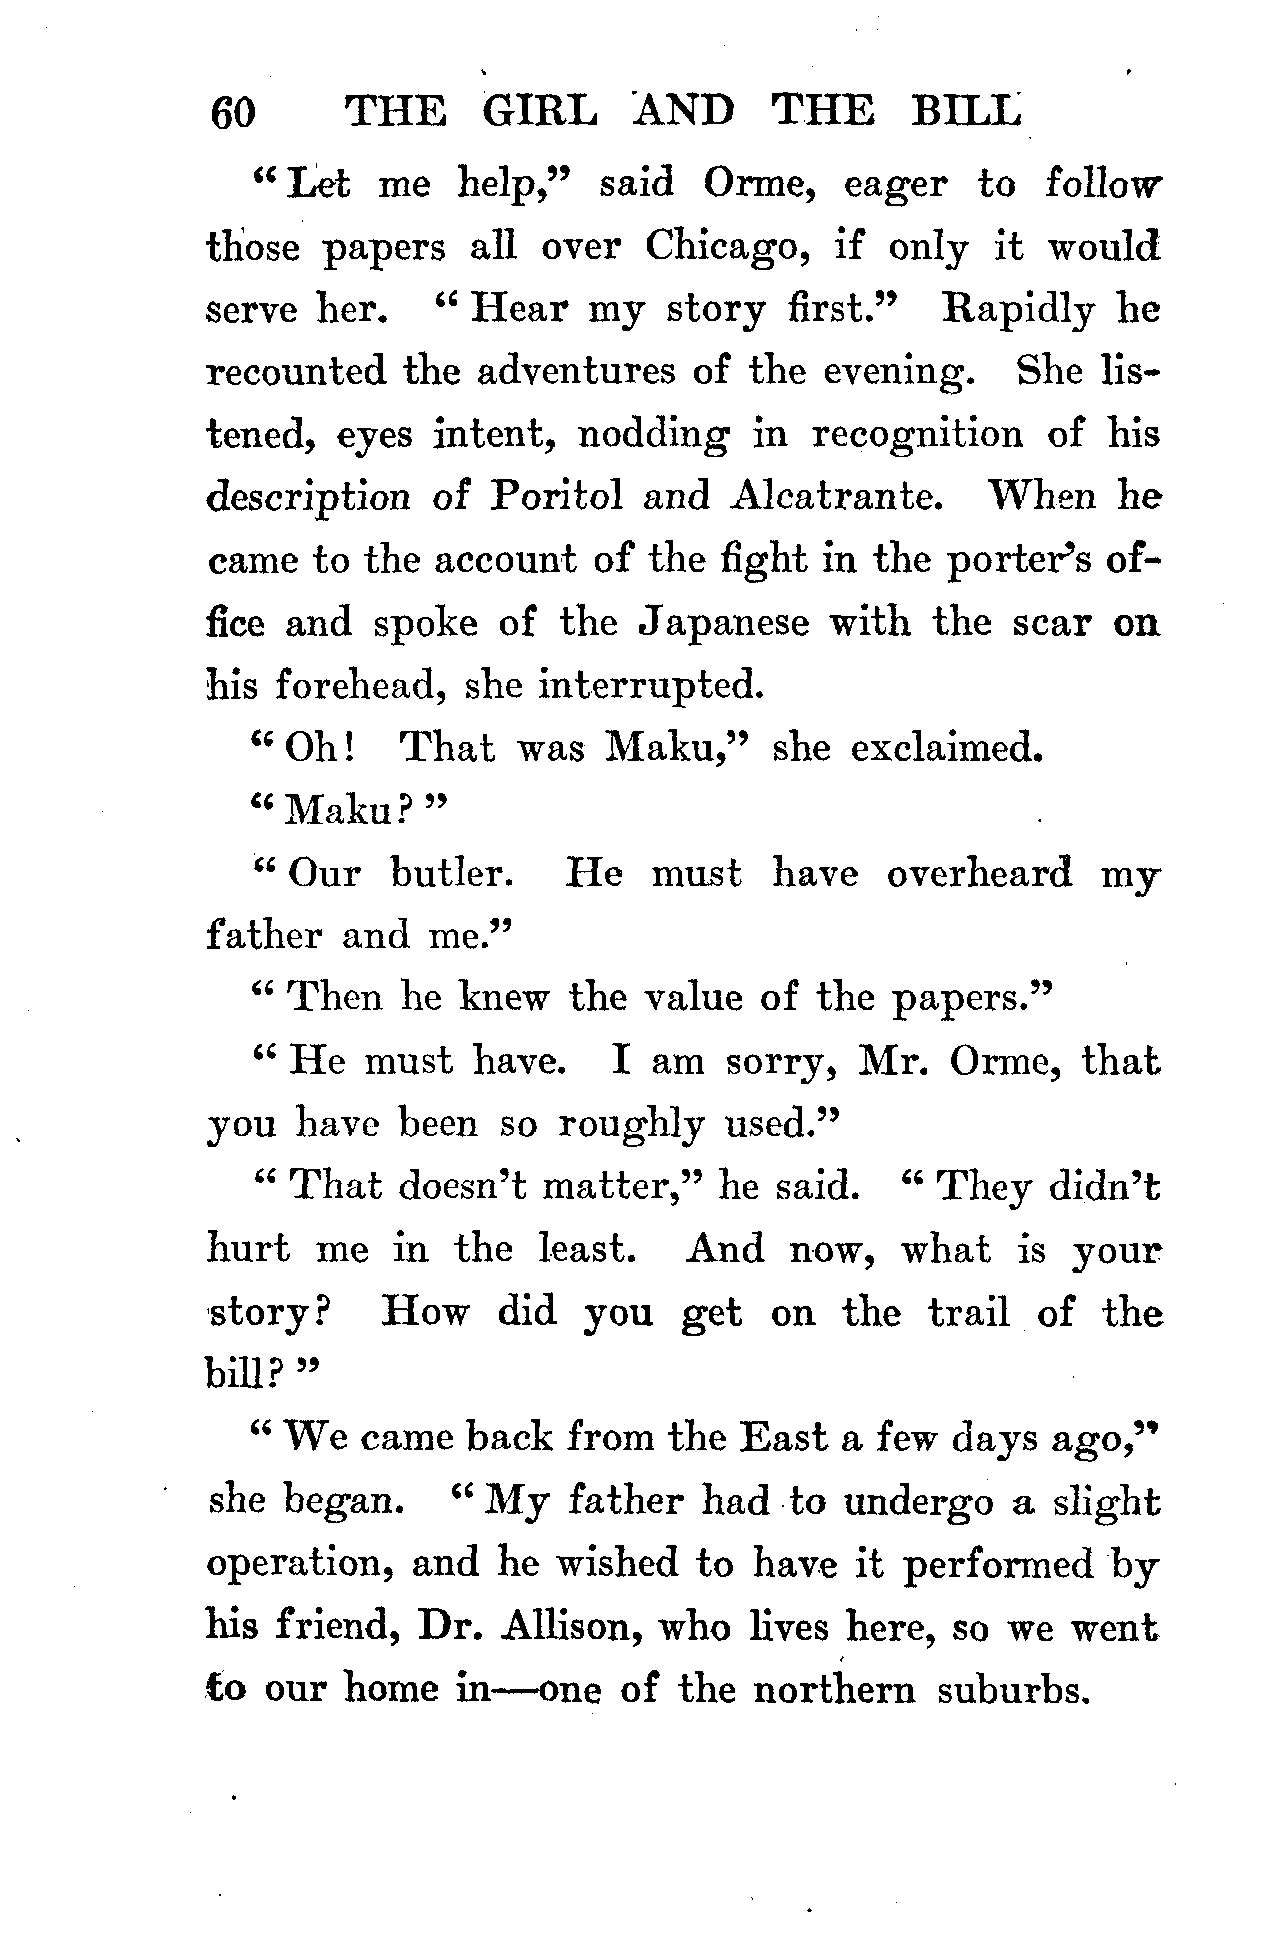 60 THE GIRL AND THE BILL
“Let me help,” said Orme, eager to follow
those papers all over Chicago, if only it would
serve her. “Hear my story first.” Rapidly he
recounted the adventures of the evening. She lis-
tened, eyes intent, nodding in recognition of his
description of Poritol and Alcatrante. When he
came to the account of the fight in the porter’s of-
fice and spoke of the Japanese with the scar on
his forehead, she interrupted.
“Oh! That was Maku,” she exclaimed.
“Maku?”
“Our butler. He must have overheard my
father and me.”
“Then he knew the value of the papers.”
“He must have. I am sorry, Mr. Orme, that
you have been so roughly used.”
“That doesn’t matter,” he said. “They didn’t
hurt me in the least. And now, what is your
story? How did you get on the trail of the
bill?”
“We came back from the East a few days ago,”
she began. “My father had to undergo a slight
operation, and he wished to have it performed by
his friend, Dr. Allison, who lives here, so we went
to our home in—one of the northern suburbs.